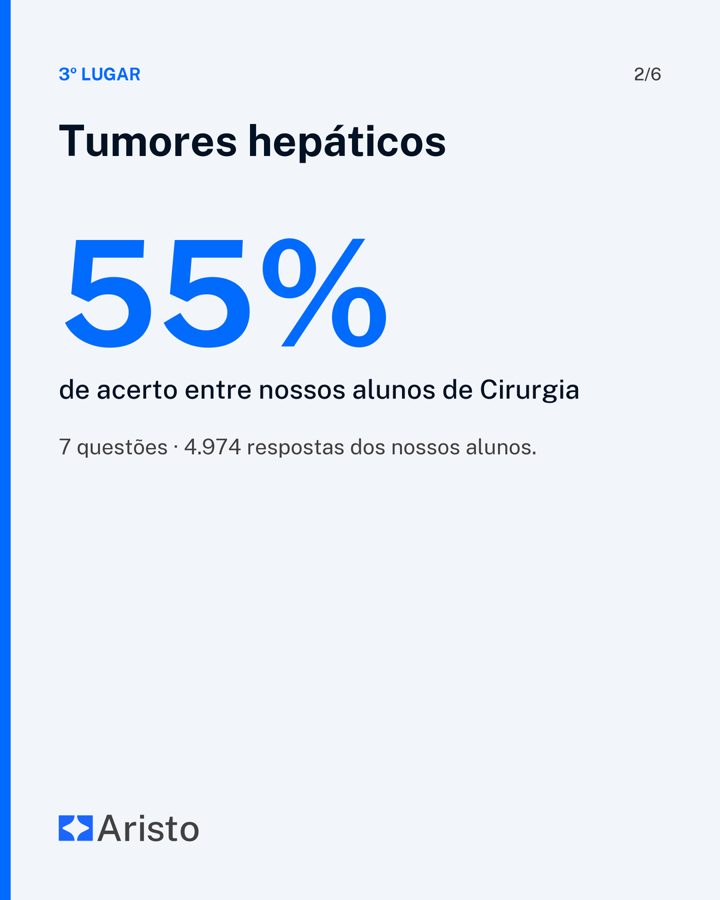 3º LUGAR
2/6
Tumores hepáticos
55%
de acerto entre nossos alunos de Cirurgia
7 questões · 4.974 respostas dos nossos alunos.
Aristo